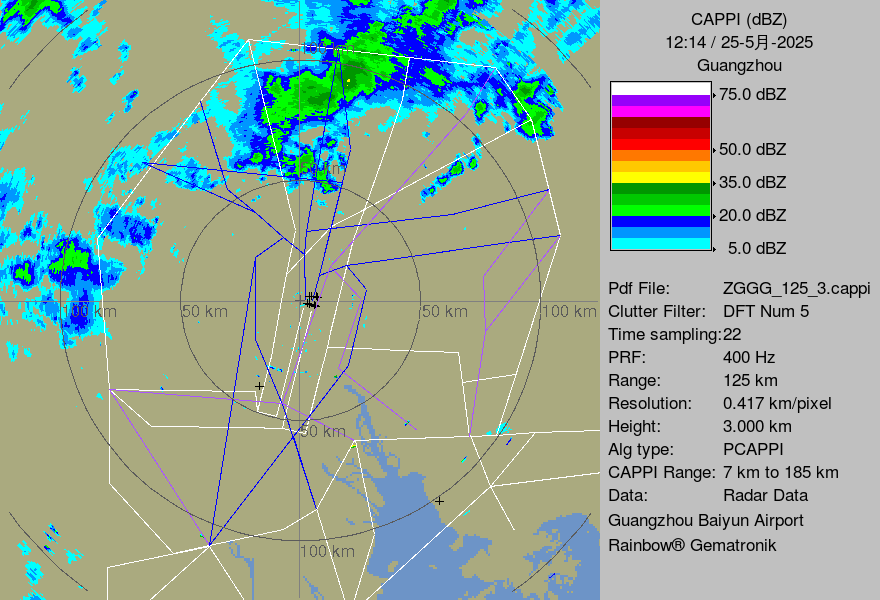 CAPPI (dBZ)
12:14 / 25-5月-2025
Guangzhou
75.0 dBZ
50.0 dBZ
35.0 dBZ
20.0 dBZ
5.0 dBZ
Pdf File: ZGGG_125_3.cappi
Clutter Filter: DFT Num 5
Time sampling:22
PRF: 400 Hz
Range: 125 km
Resolution: 0.417 km/pixel
Height: 3.000 km
Alg type: PCAPPI
CAPPI Range: 7 km to 185 km
Data: Radar Data
Guangzhou Baiyun Airport
Rainbow® Gematronik
100 km
50 km
50 km
100 km
50 km
100 km